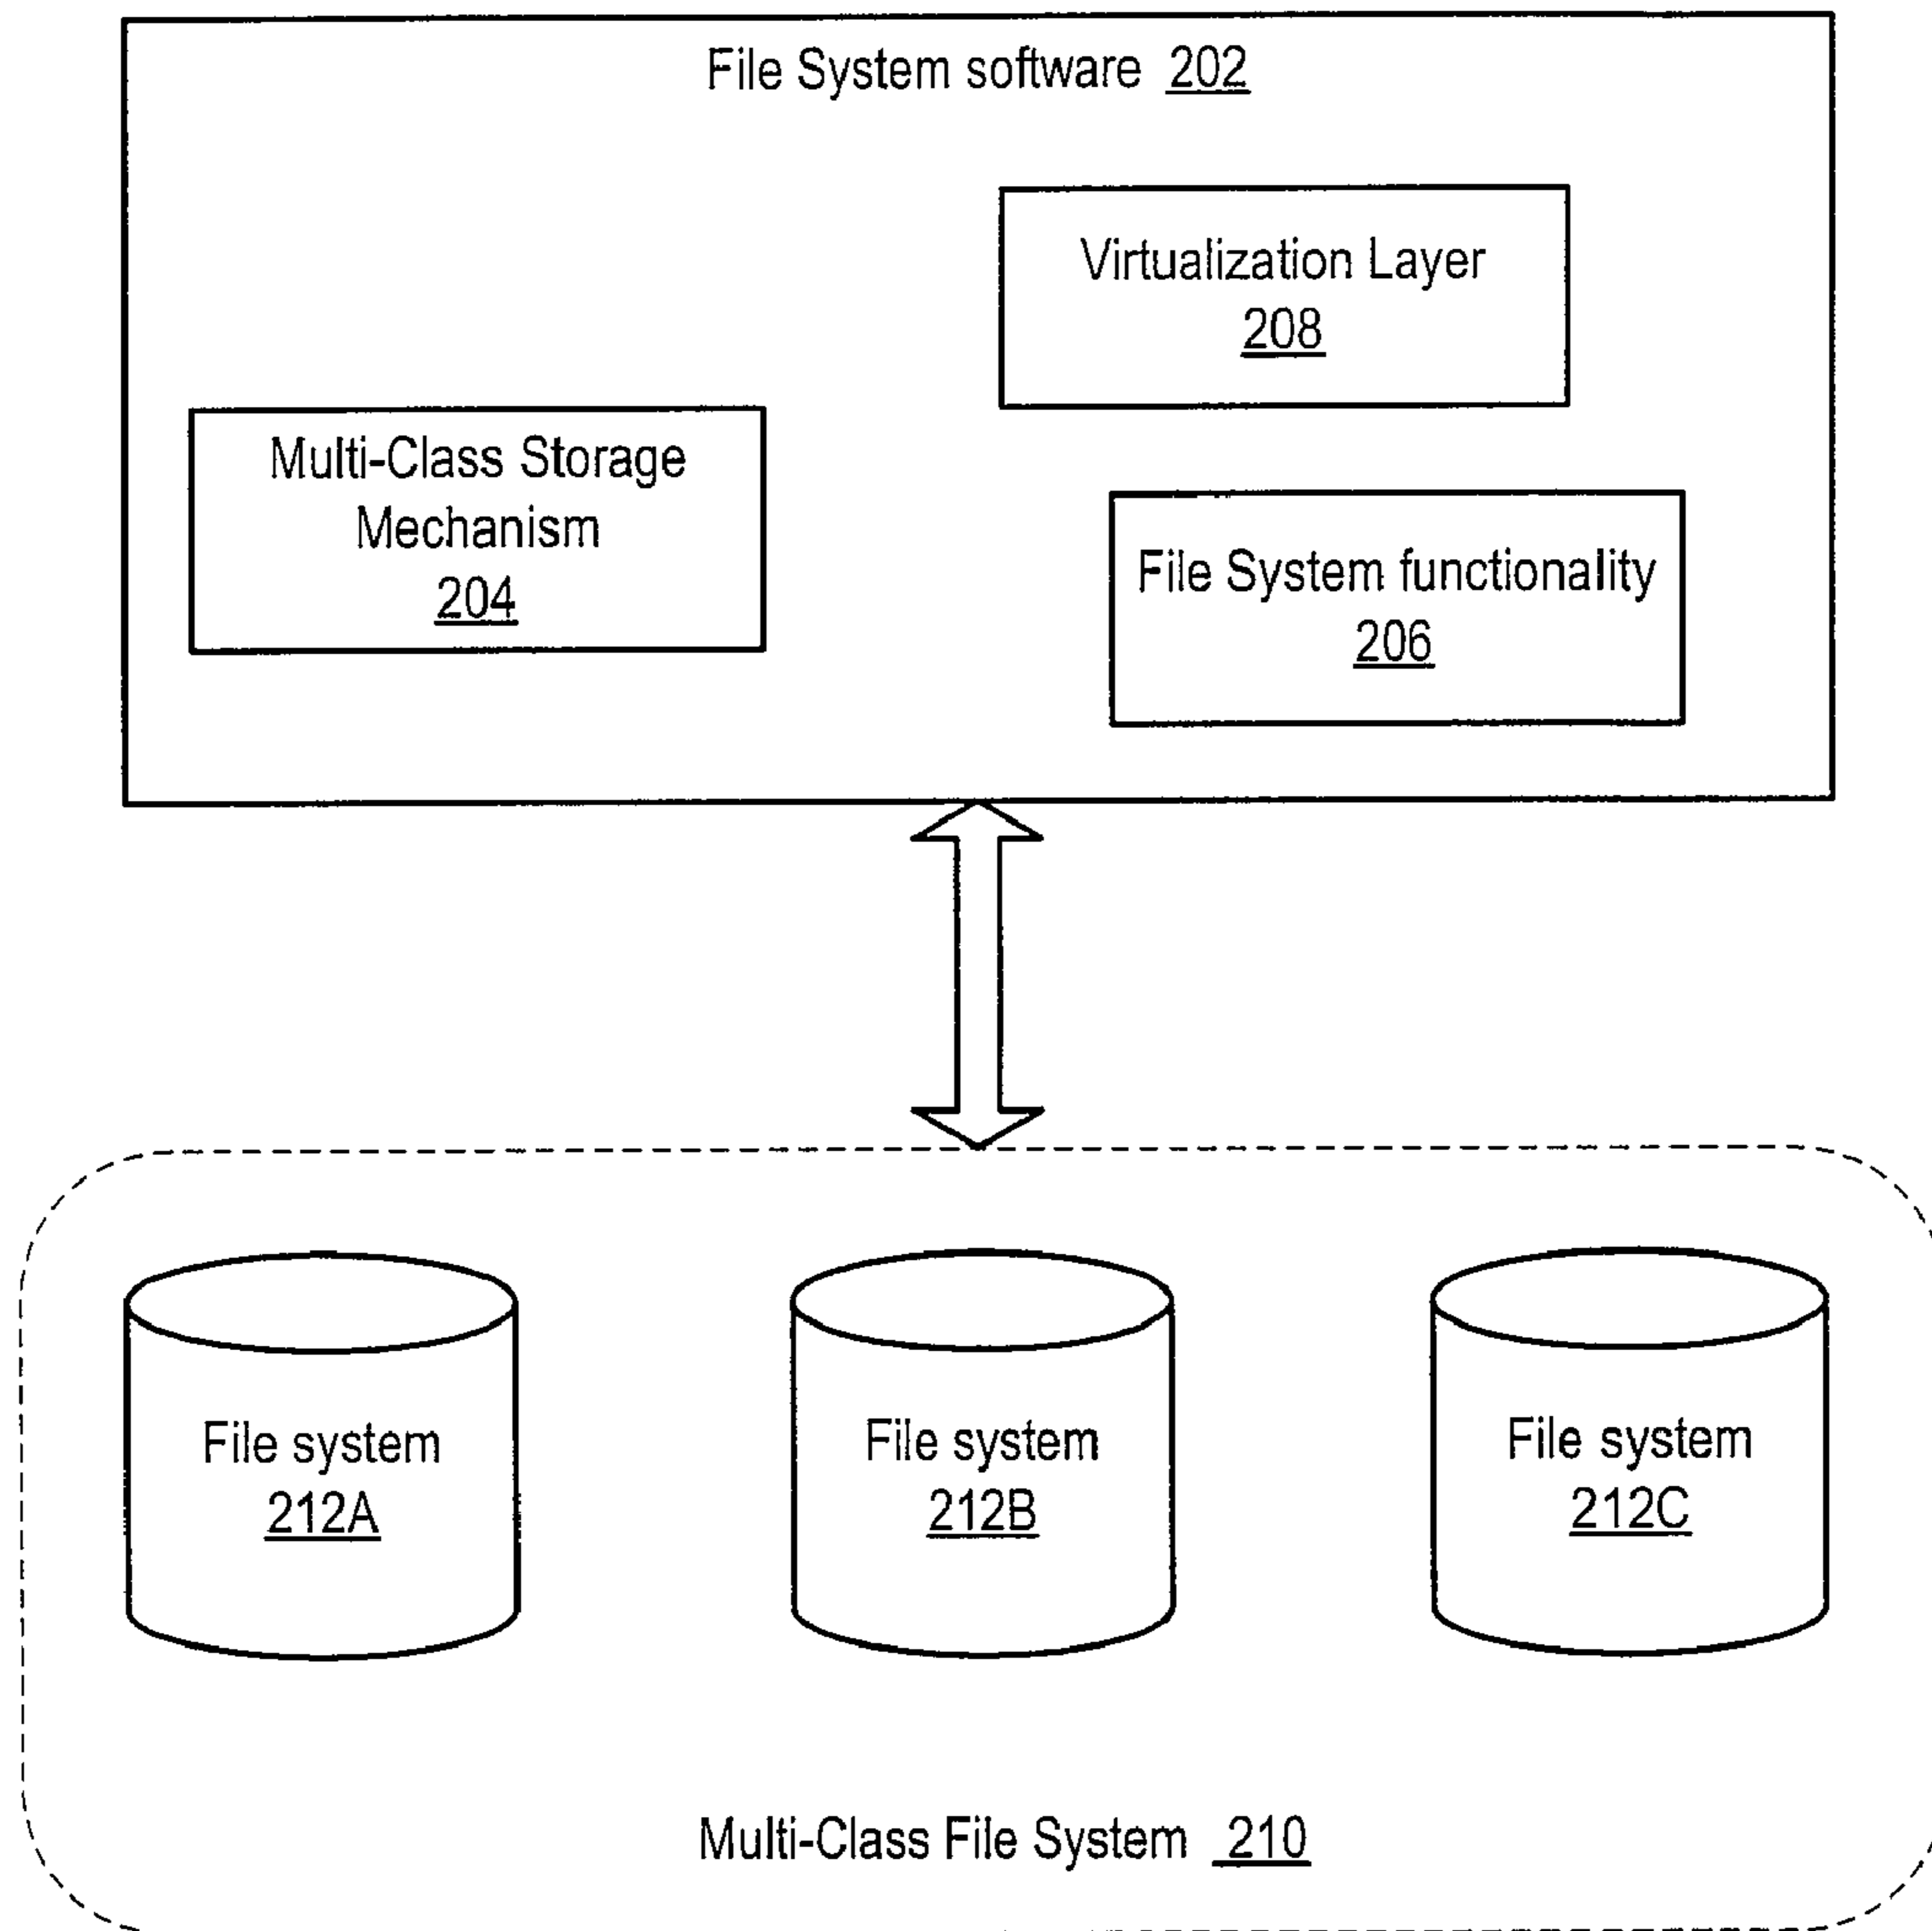 File System software 202
Virtualization Layer
208
Multi-Class Storage
Mechanism
204
File System functionality
206
File system
212A
File system
212B
File system
212C
Multi-Class File System 210